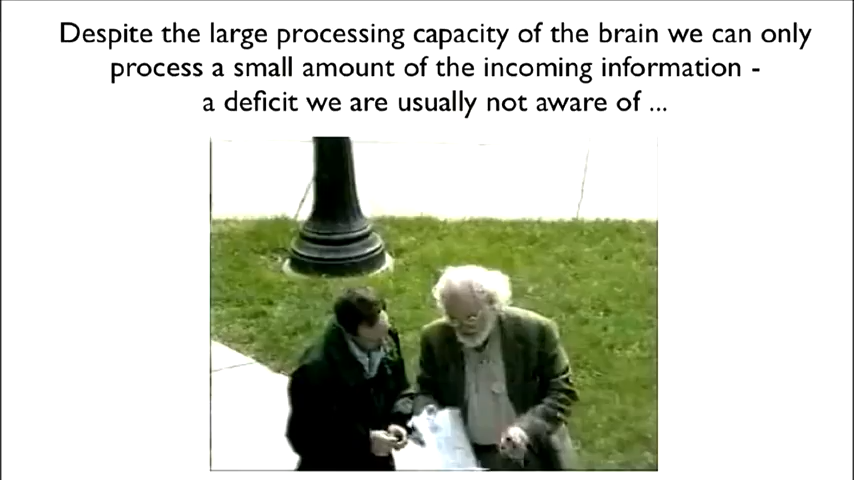 Despite the large processing capacity of the brain we can only
process a small amount of the incoming information -
a deficit we are usually not aware of ...